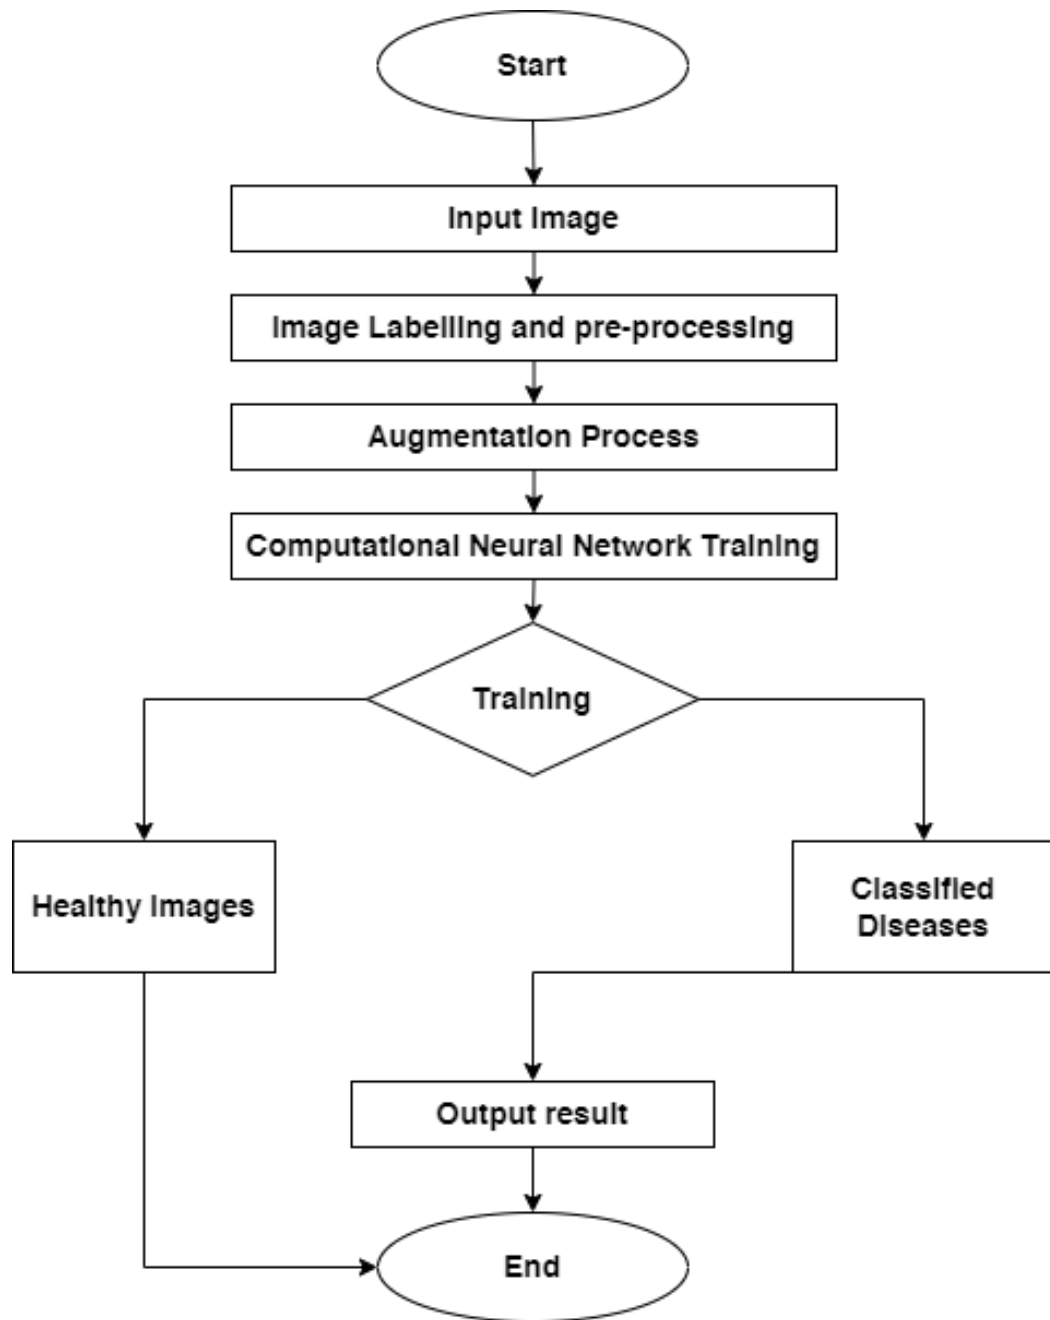 Start
Input Image
Image Labelling and pre-processing
Augmentation Process
Computational Neural Network Training
Training
Healthy Images
Classified
Diseases
Output result
End